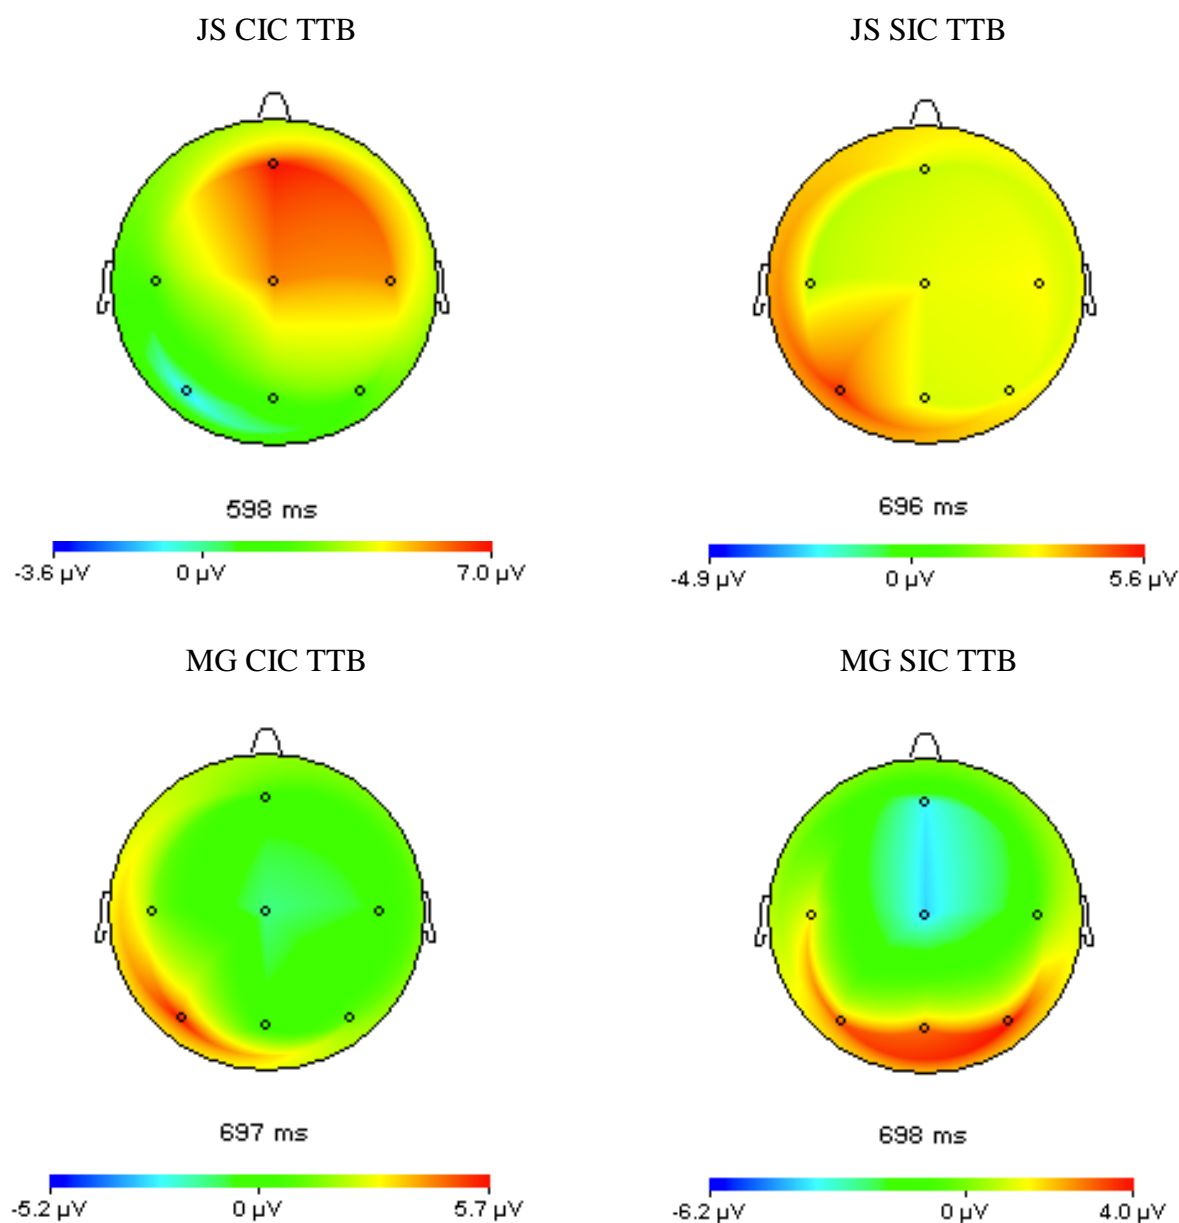 JS CIC TTB
JS SIC TTB
598 ms
696 ms
-3.6 µV 0 µV 7.0 µV
-4.9 µV 0 µV 5.6 µV
MG CIC TTB
MG SIC TTB
697 ms
698 ms
-5.2 µV 0 µV 5.7 µV
-6.2 µV 0 µV 4.0 µV